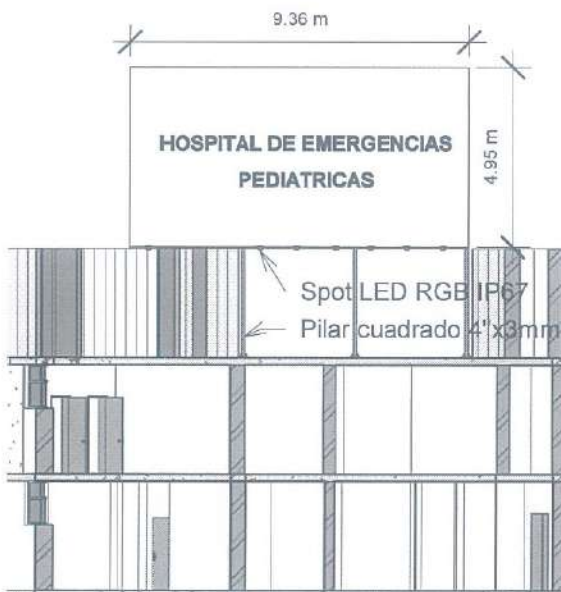 9.36 m
HOSPITAL DE EMERGENCIAS
PEDIATRICAS
4.95 m
Spot LED RGB IP67
Pilar cuadrado 4"x3mm